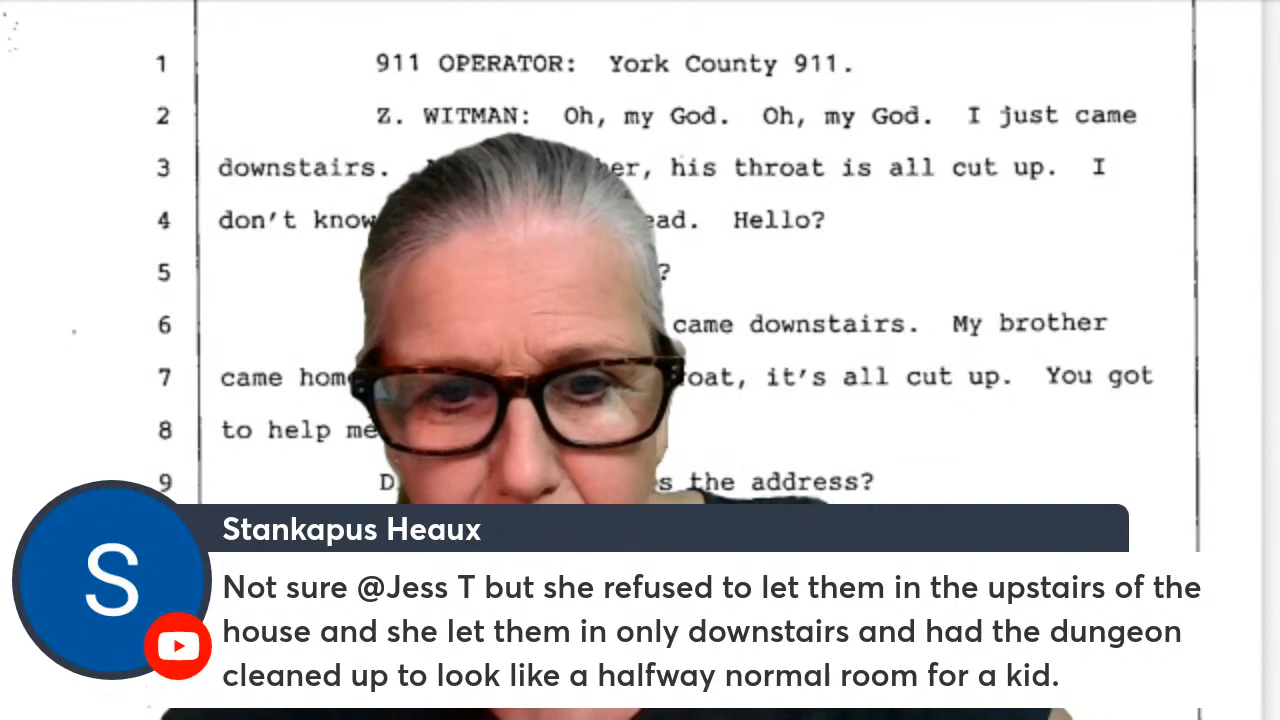 1 911 OPERATOR: York County 911.
2 Z. WITMAN: Oh, my God. Oh, my God. I just came
3 downstairs. his throat is all cut up. I
4 don't know Hello?
5 ?
6 came downstairs. My brother
7 came it's all cut up. You got
8 to help me
9 the address?
Stankapus Heaux
S
Not sure @Jess T but she refused to let them in the upstairs of the
house and she let them in only downstairs and had the dungeon
cleaned up to look like a halfway normal room for a kid.